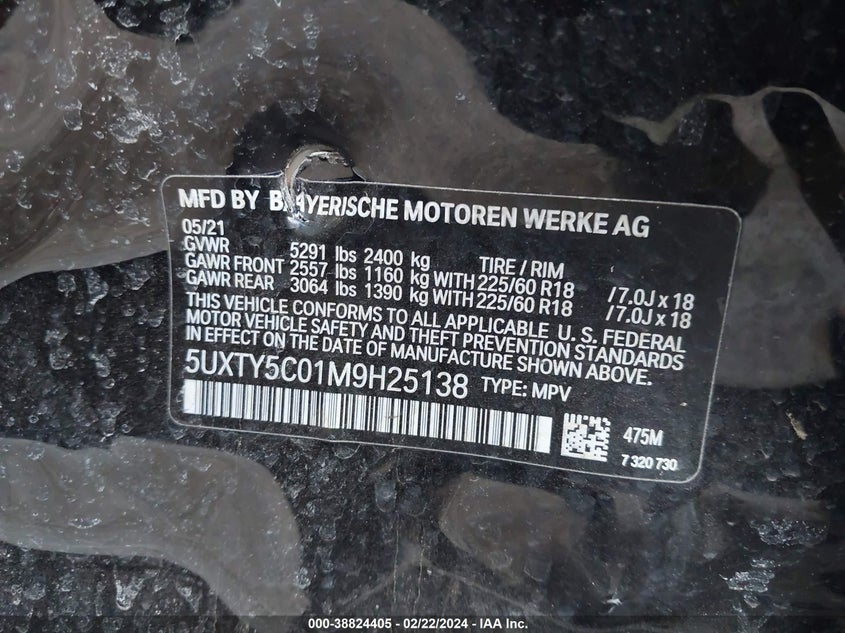 MFD BY BAYERISCHE MOTOREN WERKE AG
05/21
GVWR 5291 lbs 2400 kg TIRE / RIM
GAWR FRONT 2557 lbs 1160 kg WITH 225/60 R18 / 7.0J x 18
GAWR REAR 3064 lbs 1390 kg WITH 225/60 R18 / 7.0J x 18
THIS VEHICLE CONFORMS TO ALL APPLICABLE U. S. FEDERAL
MOTOR VEHICLE SAFETY AND THEFT PREVENTION STANDARDS
IN EFFECT ON THE DATE OF MANUFACTURE SHOWN ABOVE.
5UXTY5C01M9H25138 TYPE: MPV
475M
7 320 730
000-38824405 - 02/22/2024 - IAA Inc.